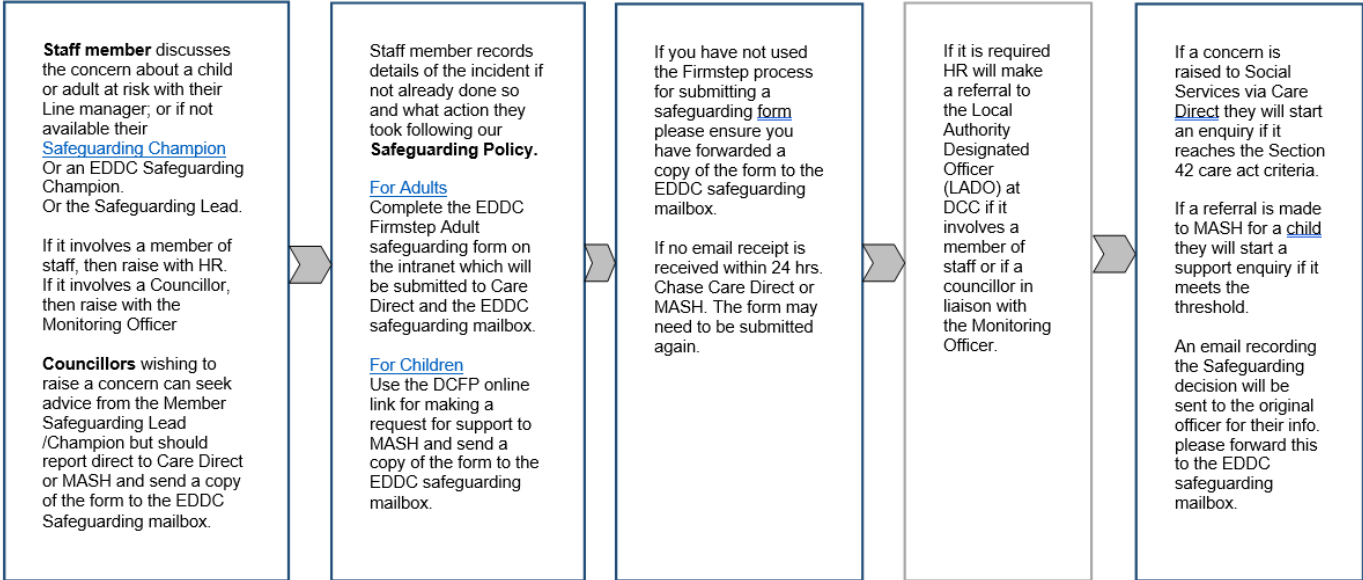 Staff member discusses
the concern about a child
or adult at risk with their
Line manager; or if not
available their
Safeguarding Champion
Or an EDDC Safeguarding
Champion.
Or the Safeguarding Lead.
If it involves a member of
staff, then raise with HR.
If it involves a Councillor,
then raise with the
Monitoring Officer
Councillors wishing to
raise a concern can seek
advice from the Member
Safeguarding Lead
/Champion but should
report direct to Care Direct
or MASH and send a copy
of the form to the EDDC
Safeguarding mailbox.
Staff member records
details of the incident if
not already done so
and what action they
took following our
Safeguarding Policy.
For Adults
Complete the EDDC
Firmstep Adult
safeguarding form on
the intranet which will
be submitted to Care
Direct and the EDDC
safeguarding mailbox.
For Children
Use the DCFP online
link for making a
request for support to
MASH and send a
copy of the form to the
EDDC safeguarding
mailbox.
If you have not used
the Firmstep process
for submitting a
safeguarding form
please ensure you
have forwarded a
copy of the form to the
EDDC safeguarding
mailbox.
If no email receipt is
received within 24 hrs.
Chase Care Direct or
MASH. The form may
need to be submitted
again.
If it is required
HR will make
a referral to
the Local
Authority
Designated
Officer
(LADO) at
DCC if it
involves a
member of
staff or if a
councillor in
liaison with
the Monitoring
Officer.
If a concern is
raised to Social
Services via Care
Direct they will start
an enquiry if it
reaches the Section
42 care act criteria.
If a referral is made
to MASH for a child
they will start a
support enquiry if it
meets the
threshold.
An email recording
the Safeguarding
decision will be
sent to the original
officer for their info.
please forward this
to the EDDC
safeguarding
mailbox.